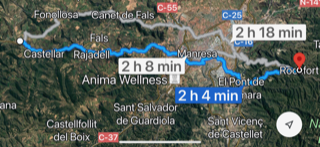 C-55
N-14
Fonollosa
Canet de Fals
C-25
2 h 18 min
Fals
C-16
Castellar
Rajadell
Manresa
2 h 8 min
Rocafort
Anima Wellness
El Pont de
2 h 4 min
mara
Sant Salvador
de Guardiola
Castellfollit
del Boix
Sant Vicenç
de Castellet
C-37